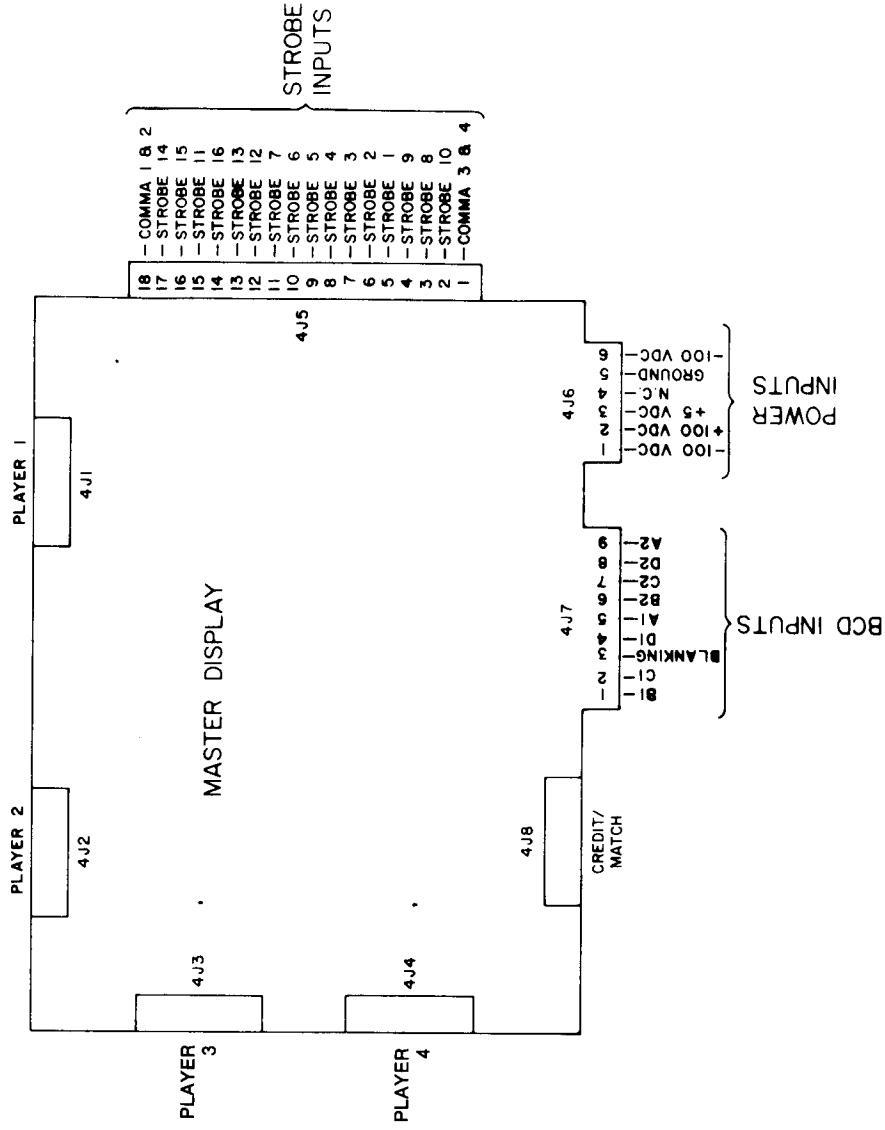 PLAYER 1
4J1
PLAYER 2
4J2
PLAYER
3
4J3
PLAYER
4
4J4
MASTER DISPLAY
4J5
18 – COMMA 1 & 2
17 – STROBE 14
16 – STROBE 15
15 – STROBE 11
14 – STROBE 16
13 – STROBE 13
12 – STROBE 12
11 – STROBE 7
10 – STROBE 6
9 – STROBE 5
8 – STROBE 4
7 – STROBE 3
6 – STROBE 2
5 – STROBE 1
4 – STROBE 9
3 – STROBE 8
2 – STROBE 10
1 – COMMA 3 & 4
STROBE
INPUTS
4J8
CREDIT/
MATCH
4J7
1 B1–
2 C1–
3 BLANKING–
4 D1–
5 A1–
6 B2–
7 C2–
8 D2–
9 A2–
BCD INPUTS
4J6
1 -100 VDC–
2 +100 VDC–
3 +5 VDC–
4 N.C.–
5 GROUND–
6 -100 VDC–
POWER
INPUTS